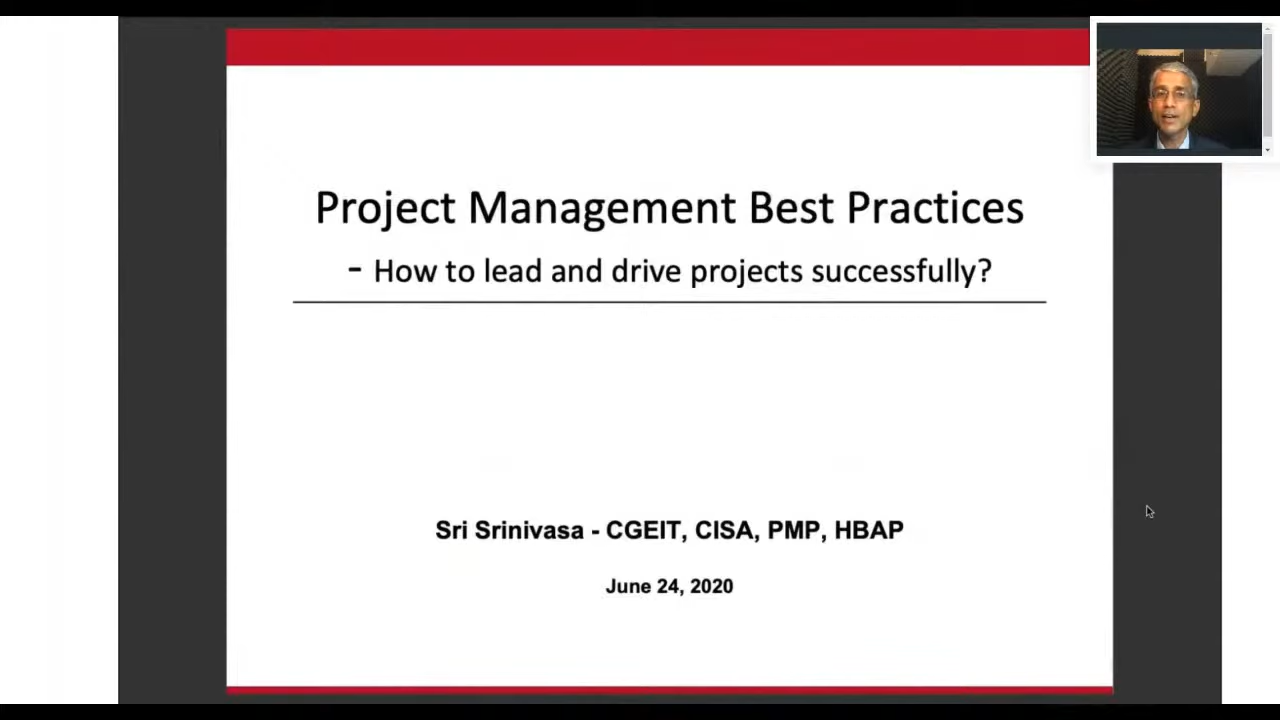 Project Management Best Practices
- How to lead and drive projects successfully?
Sri Srinivasa - CGEIT, CISA, PMP, HBAP
June 24, 2020